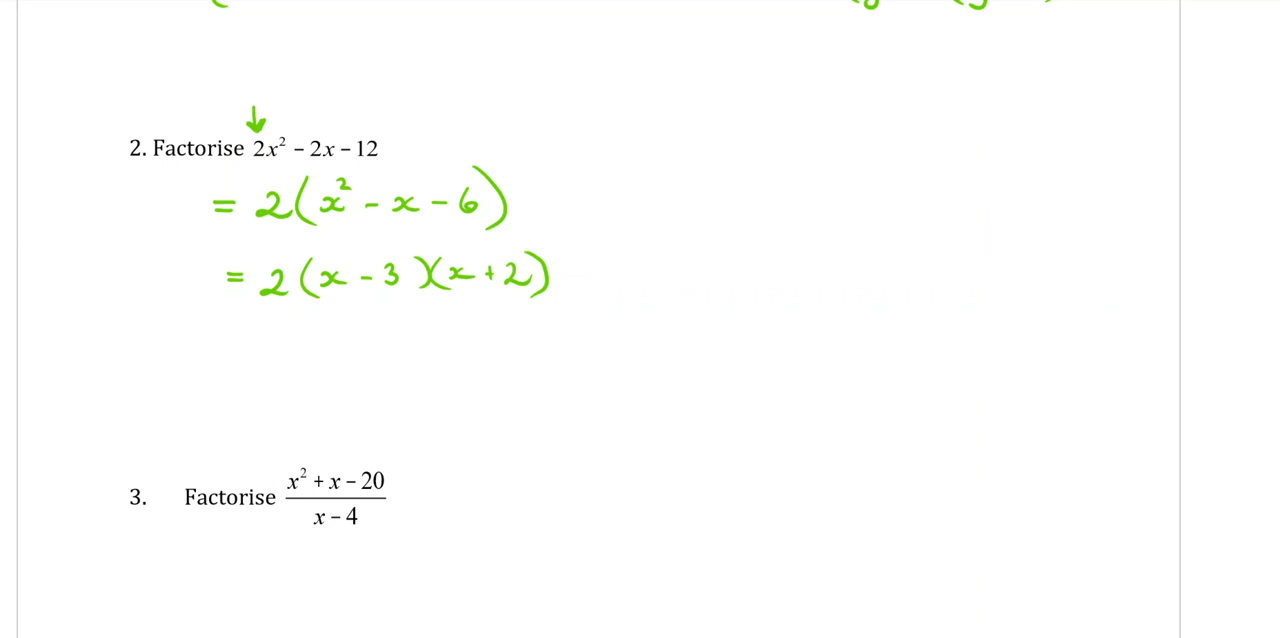 2. Factorise 2x² − 2x − 12
= 2(x² − x − 6)
= 2(x − 3)(x + 2)
3. Factorise
x² + x − 20
x − 4